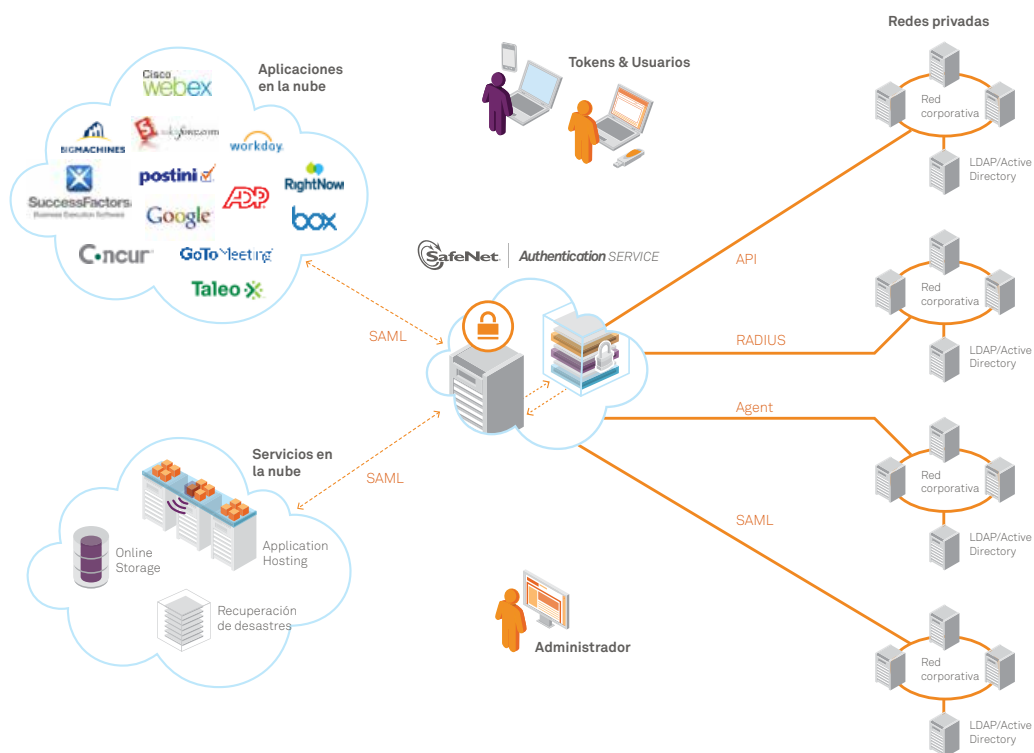 Aplicaciones
en la nube
Cisco
webex
BIGMACHINES
salesforce.com
workday.
SuccessFactors
Business Execution Software
postini
ADP
RightNow
Google
box
Concur
GoToMeeting
Taleo
Tokens & Usuarios
SafeNet. | Authentication SERVICE
SAML
SAML
Servicios en
la nube
Online
Storage
Application
Hosting
Recuperación
de desastres
Administrador
API
RADIUS
Agent
SAML
Redes privadas
Red
corporativa
LDAP/Active
Directory
Red
corporativa
LDAP/Active
Directory
Red
corporativa
LDAP/Active
Directory
Red
corporativa
LDAP/Active
Directory